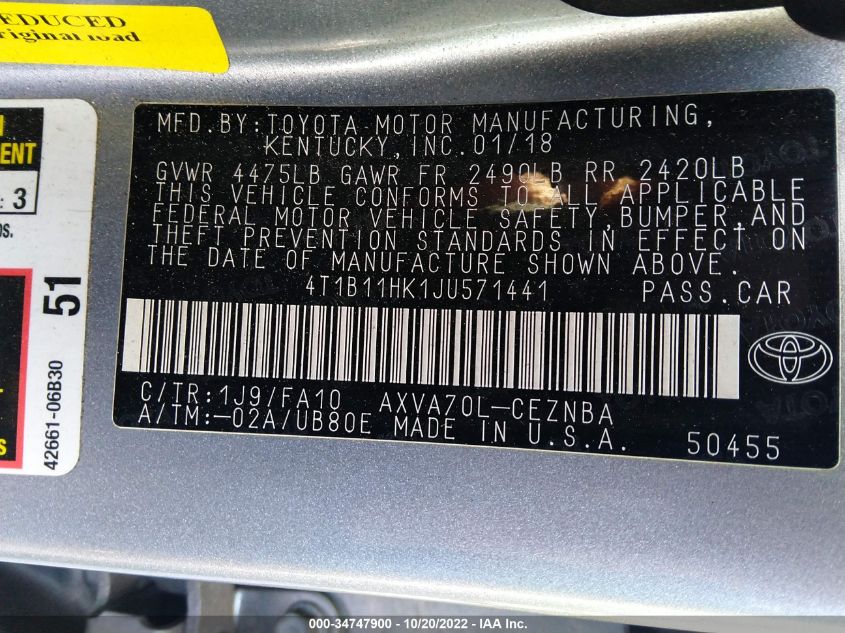 EDUCED
riginal load
ENT
: 3
OS.
51
42661-06B30
S
MFD. BY: TOYOTA MOTOR MANUFACTURING,
KENTUCKY, INC. 01/18
GVWR 4475LB GAWR FR 2490LB RR 2420LB
THIS VEHICLE CONFORMS TO ALL APPLICABLE
FEDERAL MOTOR VEHICLE SAFETY, BUMPER, AND
THEFT PREVENTION STANDARDS IN EFFECT ON
THE DATE OF MANUFACTURE SHOWN ABOVE.
4T1B11HK1JU571441 PASS. CAR
C/TR: 1J9/FA10 AXVA70L-CEZNBA
A/TM: -02A/UB80E MADE IN U.S.A. 50455
000-34747900 - 10/20/2022 - IAA Inc.